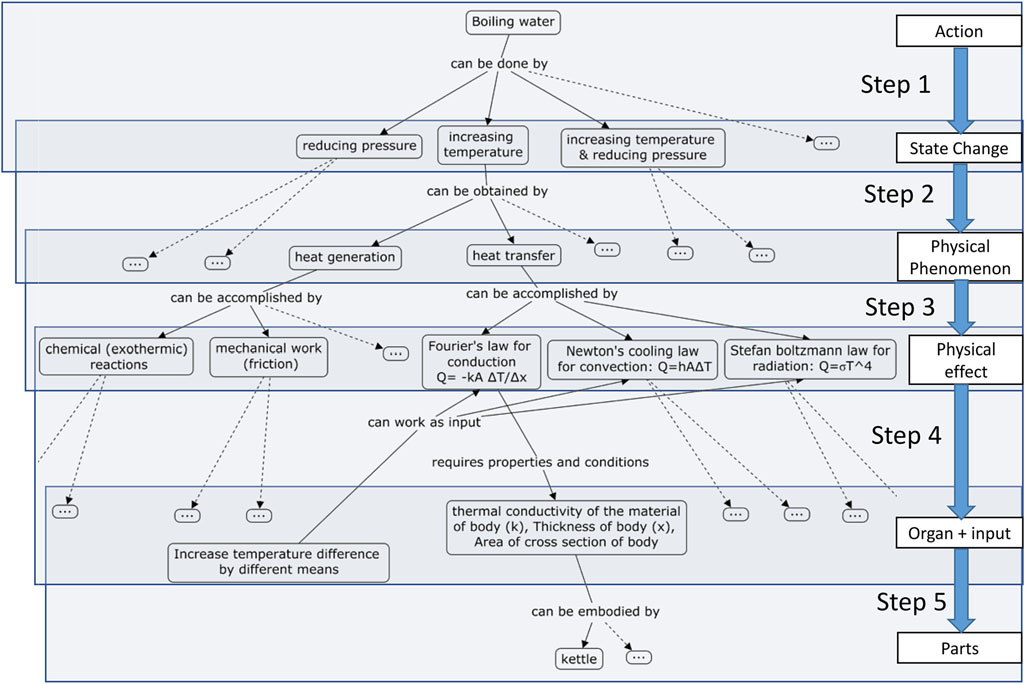 Boiling water
Action
can be done by
Step 1
reducing pressure
increasing
temperature
increasing temperature
& reducing pressure
...
State Change
can be obtained by
Step 2
...
...
heat generation
heat transfer
...
...
...
Physical
Phenomenon
can be accomplished by
can be accomplished by
Step 3
chemical (exothermic)
reactions
mechanical work
(friction)
...
Fourier's law for
conduction
Q= -kA ΔT/Δx
Newton's cooling law
for convection: Q=hAΔT
Stefan boltzmann law for
radiation: Q=σT^4
Physical
effect
can work as input
Step 4
requires properties and conditions
...
...
...
Increase temperature difference
by different means
thermal conductivity of the material
of body (k), Thickness of body (x),
Area of cross section of body
...
...
...
Organ + input
can be embodied by
Step 5
kettle
...
Parts